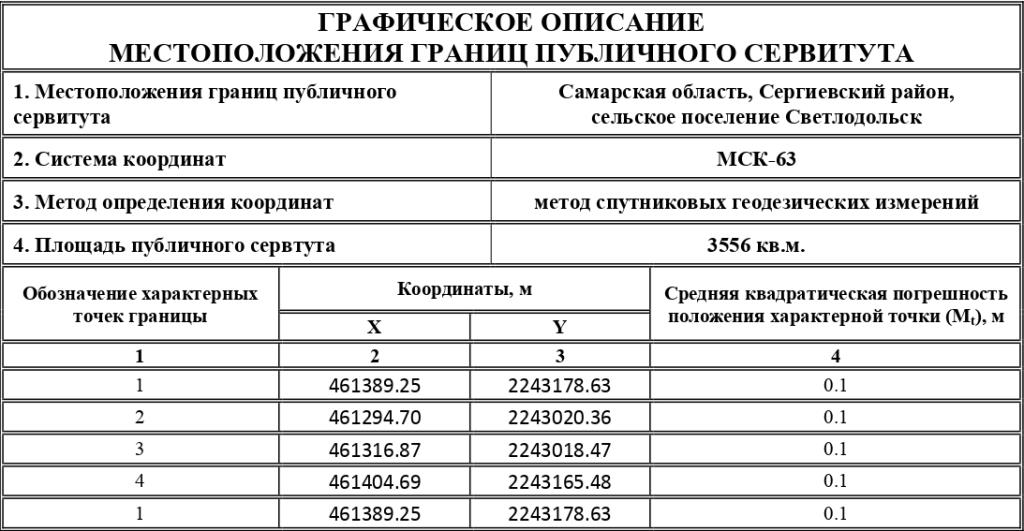 ГРАФИЧЕСКОЕ ОПИСАНИЕ
МЕСТОПОЛОЖЕНИЯ ГРАНИЦ ПУБЛИЧНОГО СЕРВИТУТА
1. Местоположения границ публичного
сервитута
Самарская область, Сергиевский район,
сельское поселение Светлодольск
2. Система координат
МСК-63
3. Метод определения координат
метод спутниковых геодезических измерений
4. Площадь публичного сервтута
3556 кв.м.
Обозначение характерных
точек границы
Координаты, м
X Y
Средняя квадратическая погрешность
положения характерной точки (Mt), м
1 2 3 4
1 461389.25 2243178.63 0.1
2 461294.70 2243020.36 0.1
3 461316.87 2243018.47 0.1
4 461404.69 2243165.48 0.1
1 461389.25 2243178.63 0.1